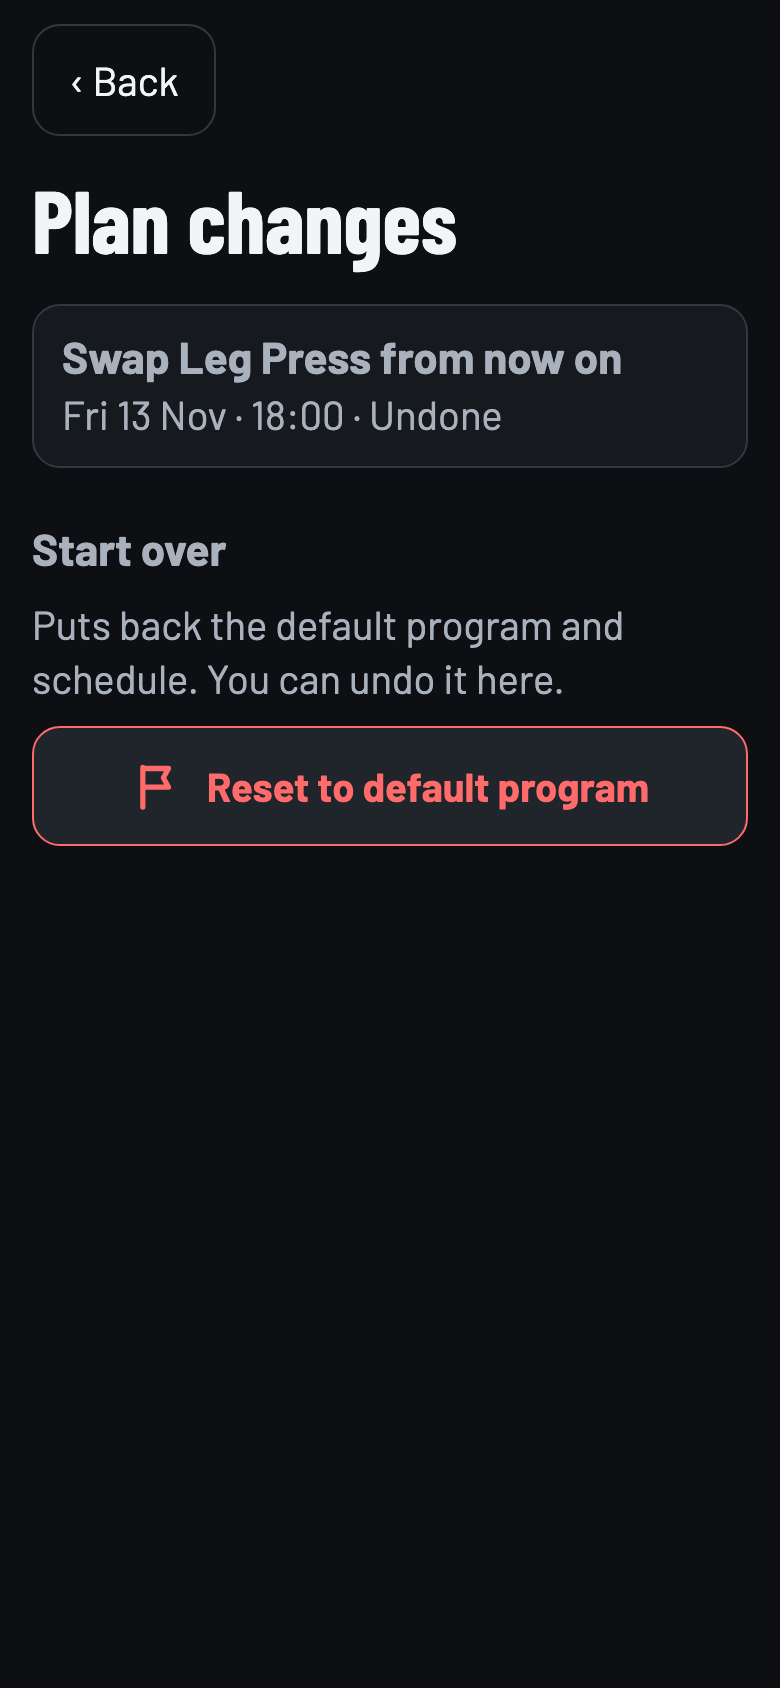 ‹ Back
Plan changes
Swap Leg Press from now on
Fri 13 Nov · 18:00 · Undone
Start over
Puts back the default program and
schedule. You can undo it here.
Reset to default program